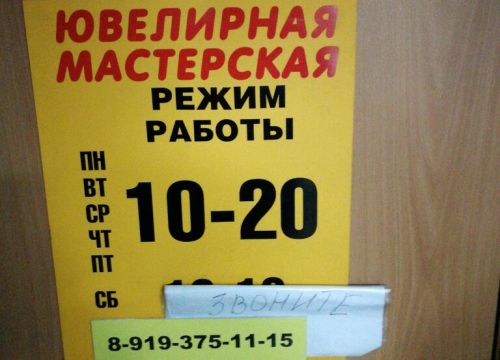 ЮВЕЛИРНАЯ
МАСТЕРСКАЯ
РЕЖИМ
РАБОТЫ
ПН
ВТ
СР
ЧТ
ПТ
10-20
СБ
ЗВОНИТЕ
8-919-375-11-15